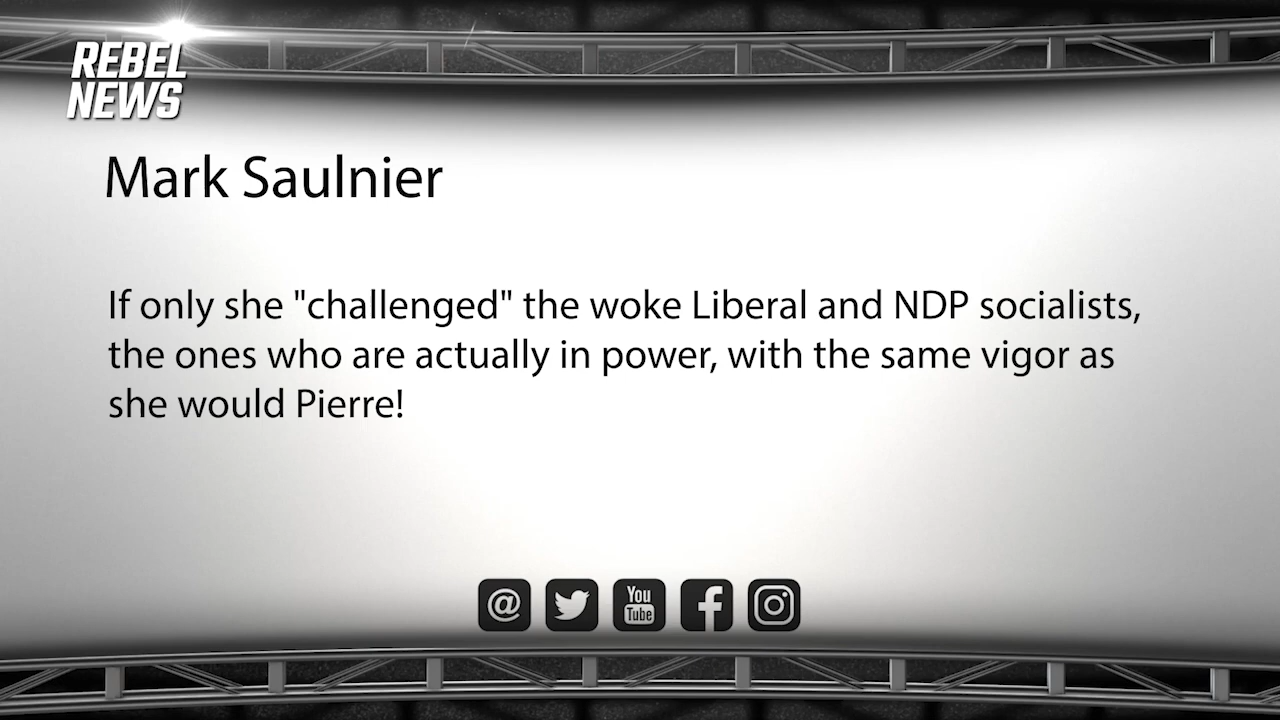 REBEL
NEWS
Mark Saulnier
If only she "challenged" the woke Liberal and NDP socialists,
the ones who are actually in power, with the same vigor as
she would Pierre!
@
You
Tube
f